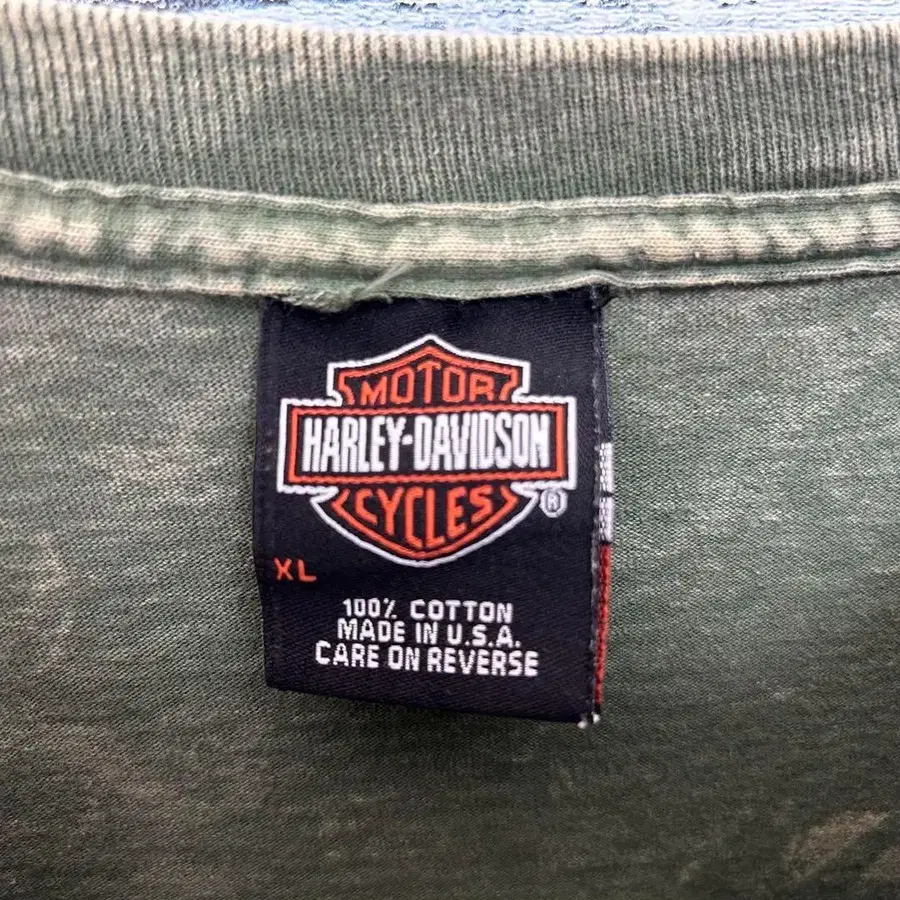 MOTOR
HARLEY-DAVIDSON
CYCLES
®
XL
100% COTTON
MADE IN U.S.A.
CARE ON REVERSE